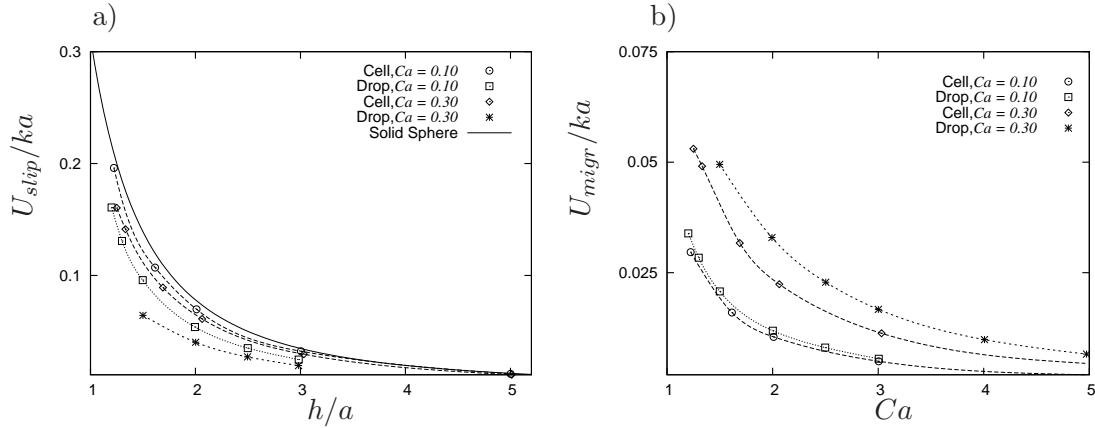 a)
0.3
0.2
0.1
1
2
3
4
5
U_slip/ka
h/a
Cell,Ca = 0.10
Drop,Ca = 0.10
Cell,Ca = 0.30
Drop,Ca = 0.30
Solid Sphere
b)
0.075
0.05
0.025
1
2
3
4
5
U_migr/ka
Ca
Cell,Ca = 0.10
Drop,Ca = 0.10
Cell,Ca = 0.30
Drop,Ca = 0.30